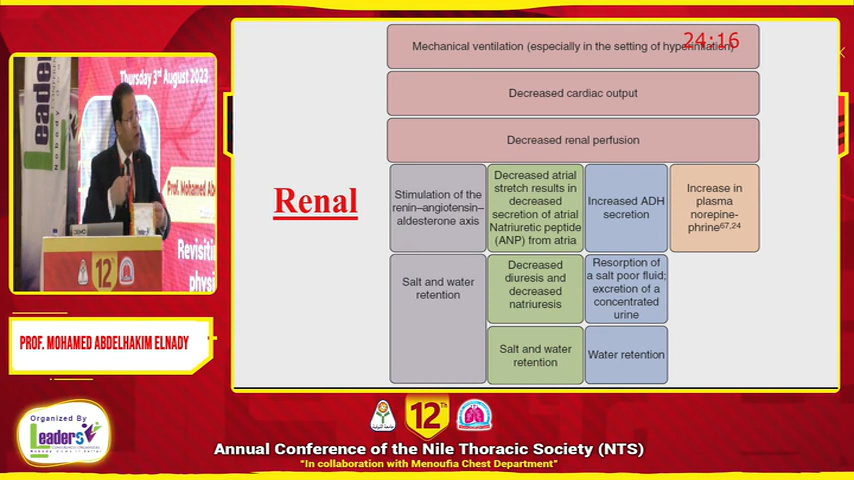 Thursday 3rd August 2023
Leade
Prof. Mohamed Ab
Revisiti
physi
12
PROF. MOHAMED ABDELHAKIM ELNADY
24:16
Mechanical ventilation (especially in the setting of hyperinflation)
Decreased cardiac output
Decreased renal perfusion
Renal
Stimulation of the
renin–angiotensin–
aldesterone axis
Decreased atrial
stretch results in
decreased
secretion of atrial
Natriuretic peptide
(ANP) from atria
Increased ADH
secretion
Increase in
plasma
norepine-
phrine67,24
Salt and water
retention
Decreased
diuresis and
decreased
natriuresis
Resorption of
a salt poor fluid;
excretion of a
concentrated
urine
Salt and water
retention
Water retention
Organized By
Leaders
12Th
Annual Conference of the Nile Thoracic Society (NTS)
"In collaboration with Menoufia Chest Department"